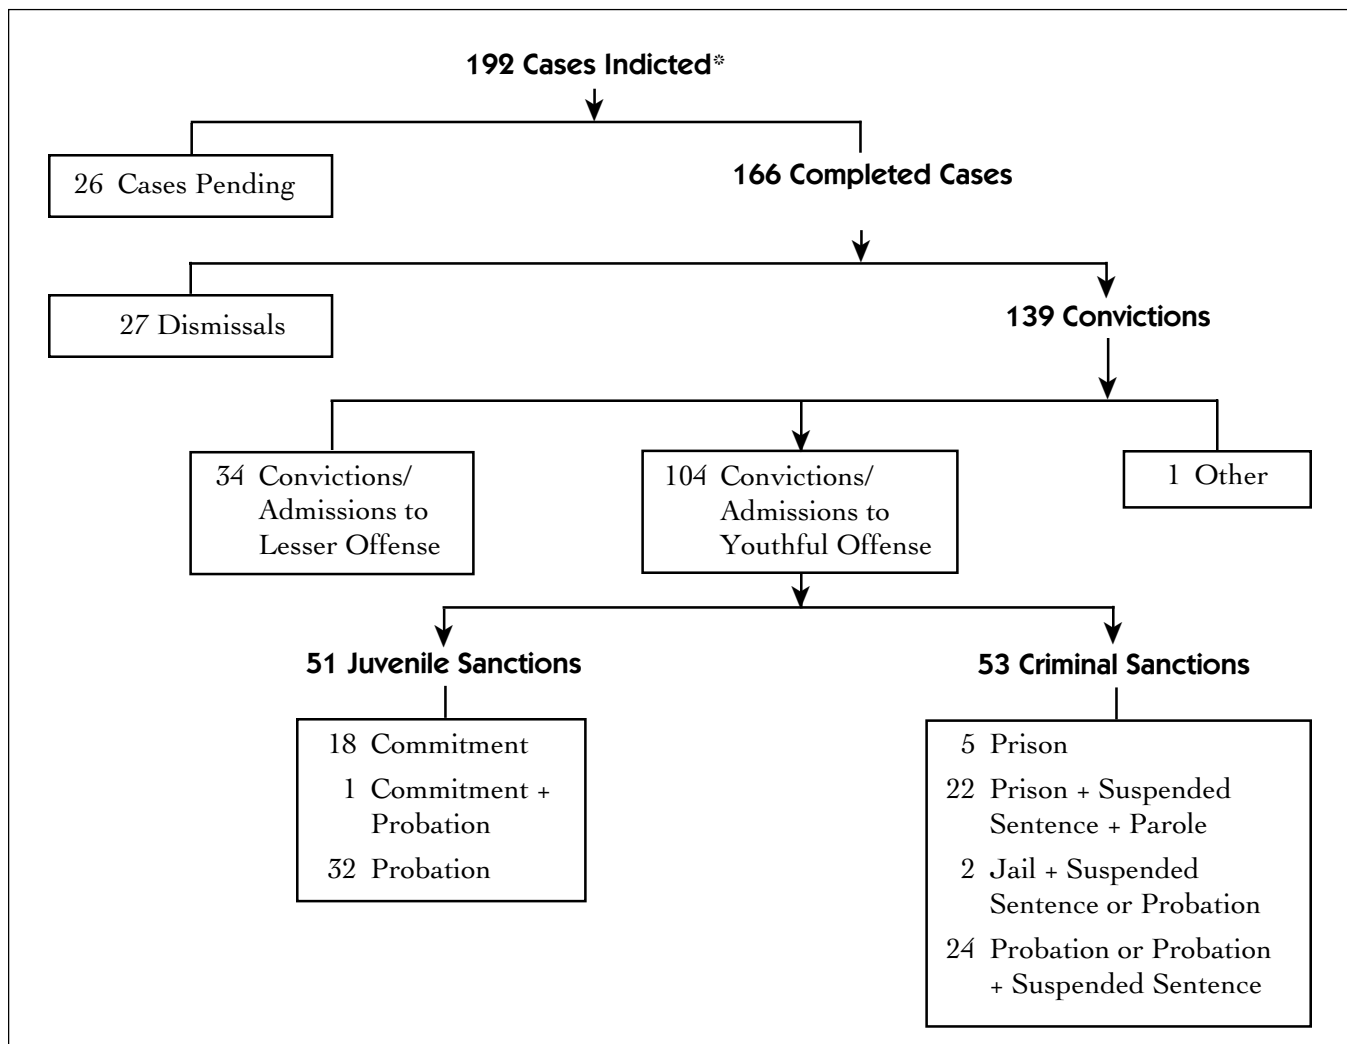 192 Cases Indicted*
26 Cases Pending
166 Completed Cases
27 Dismissals
139 Convictions
34 Convictions/
Admissions to
Lesser Offense
104 Convictions/
Admissions to
Youthful Offense
1 Other
51 Juvenile Sanctions
18 Commitment
1 Commitment +
Probation
32 Probation
53 Criminal Sanctions
5 Prison
22 Prison + Suspended
Sentence + Parole
2 Jail + Suspended
Sentence or Probation
24 Probation or Probation
+ Suspended Sentence